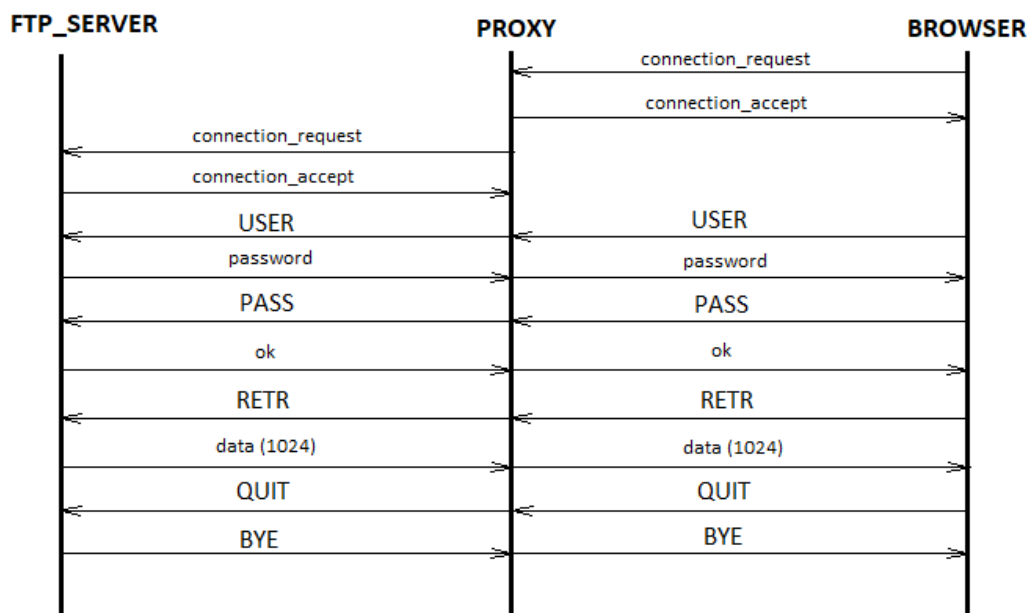 FTP_SERVER PROXY BROWSER
connection_request
connection_accept
connection_request
connection_accept
USER USER
password password
PASS PASS
ok ok
RETR RETR
data (1024) data (1024)
QUIT QUIT
BYE BYE